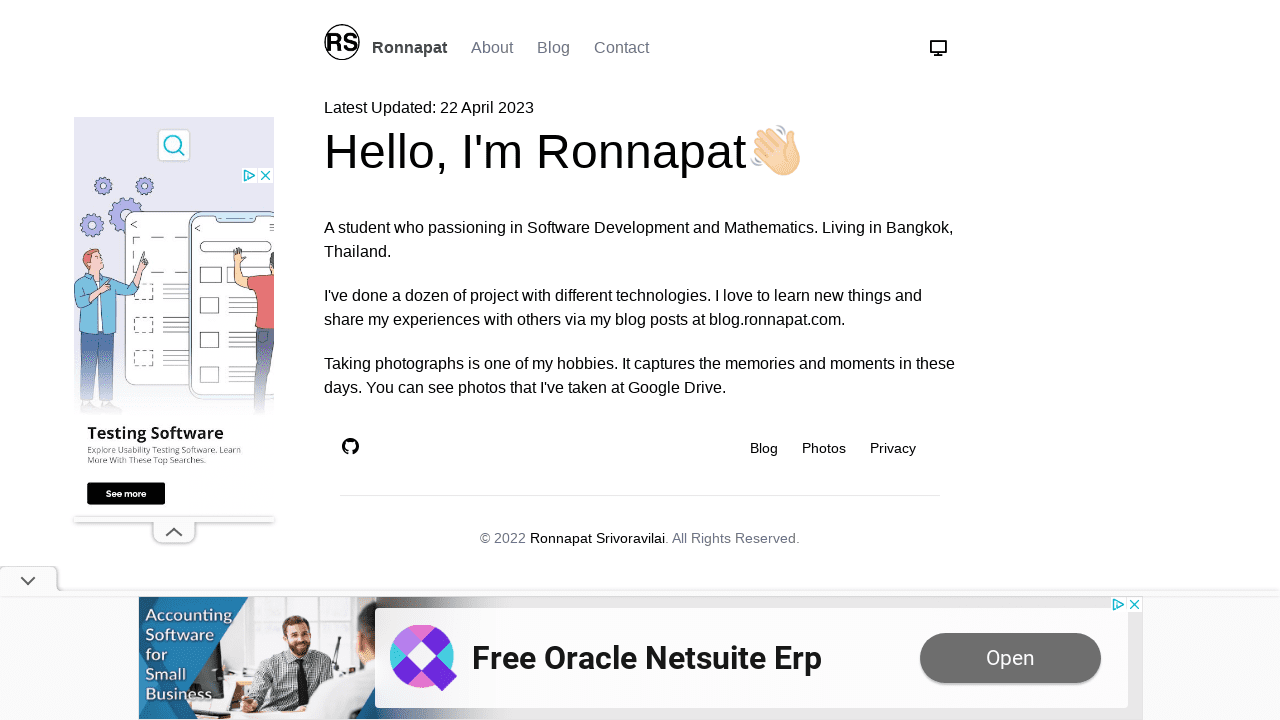 RS
Ronnapat
About
Blog
Contact
Latest Updated: 22 April 2023
Hello, I'm Ronnapat👋🏻
A student who passioning in Software Development and Mathematics. Living in Bangkok,
Thailand.
I've done a dozen of project with different technologies. I love to learn new things and
share my experiences with others via my blog posts at blog.ronnapat.com.
Taking photographs is one of my hobbies. It captures the memories and moments in these
days. You can see photos that I've taken at Google Drive.
Testing Software
Explore Usability Testing Software. Learn
More With These Top Searches.
See more
Blog
Photos
Privacy
© 2022 Ronnapat Srivoravilai. All Rights Reserved.
Accounting
Software
for
Small
Business
Free Oracle Netsuite Erp
Open